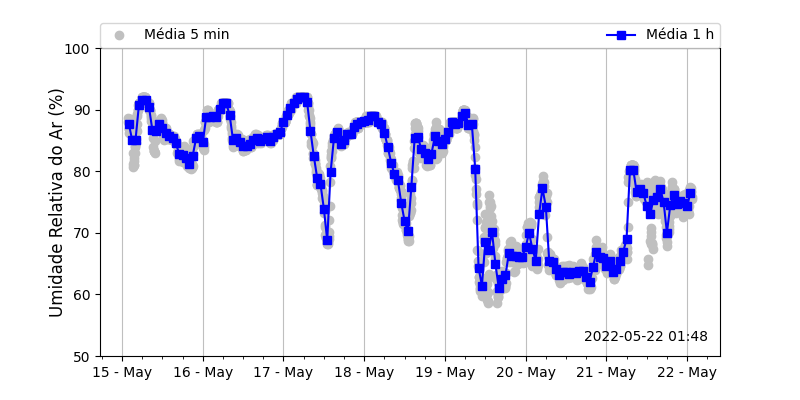 Média 5 min
Média 1 h
Umidade Relativa do Ar (%)
100
90
80
70
60
50
2022-05-22 01:48
15 - May
16 - May
17 - May
18 - May
19 - May
20 - May
21 - May
22 - May